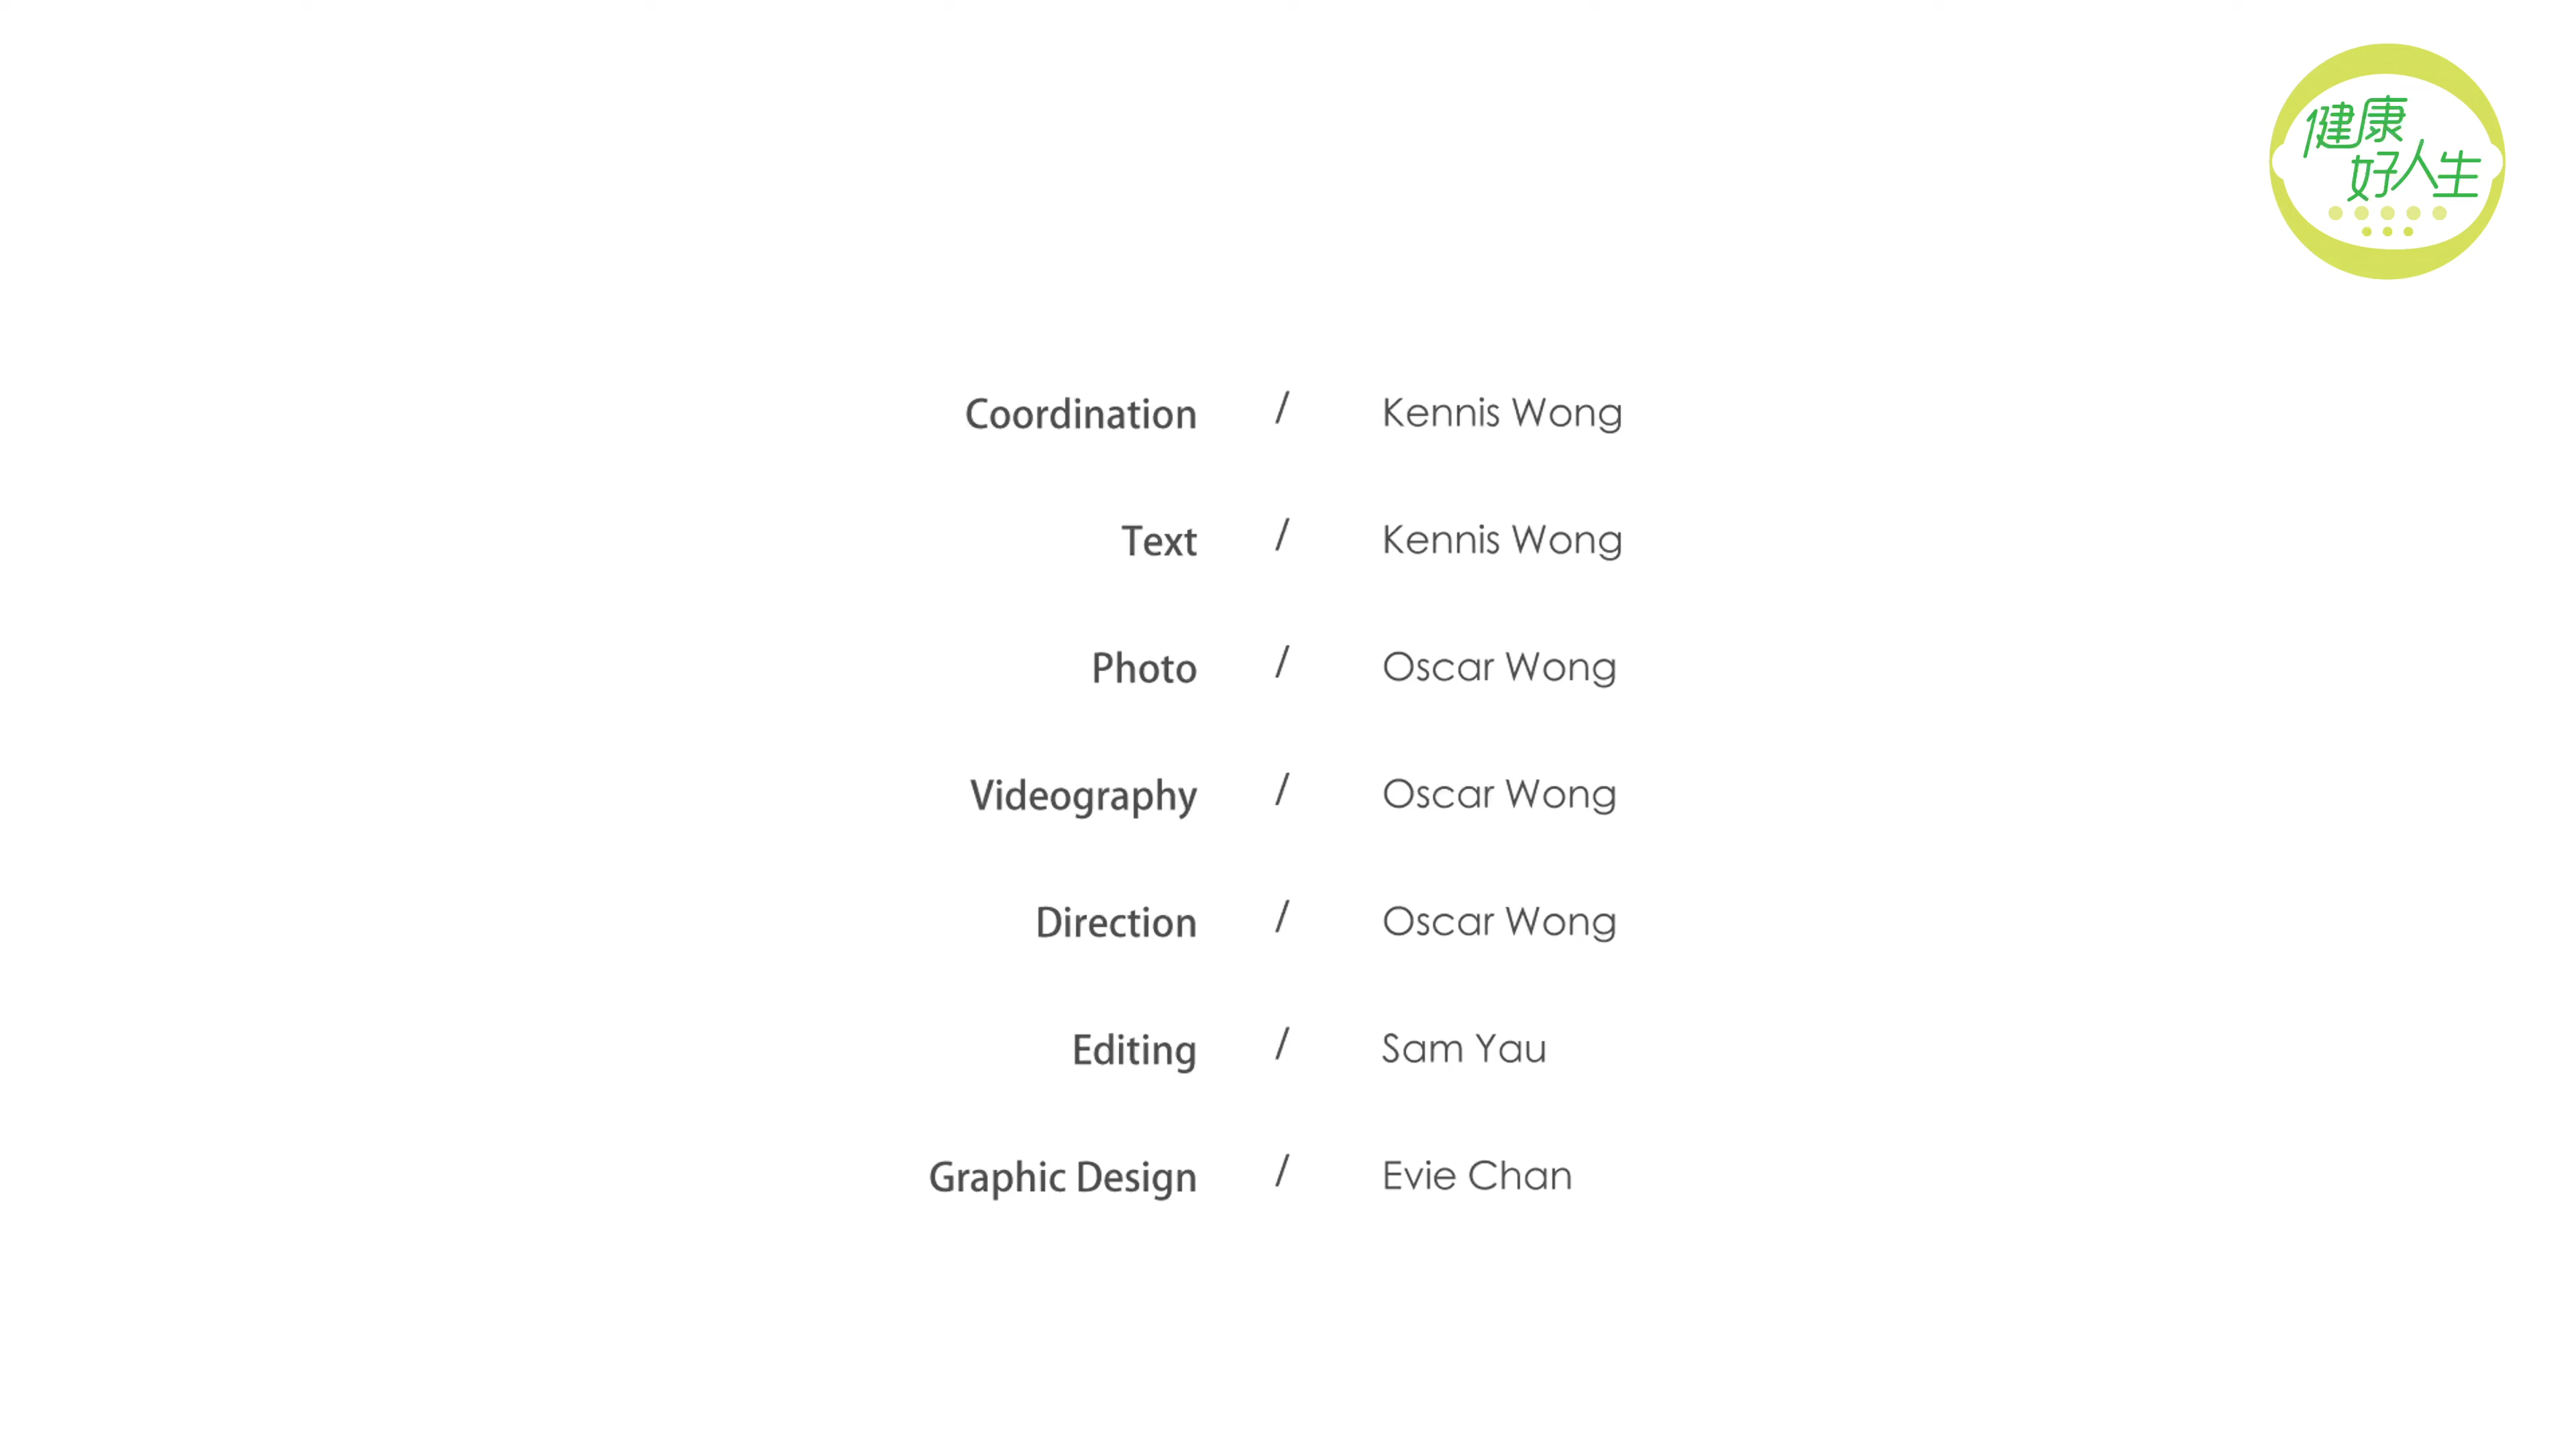 健康
好人生
Coordination / Kennis Wong
Text / Kennis Wong
Photo / Oscar Wong
Videography / Oscar Wong
Direction / Oscar Wong
Editing / Sam Yau
Graphic Design / Evie Chan